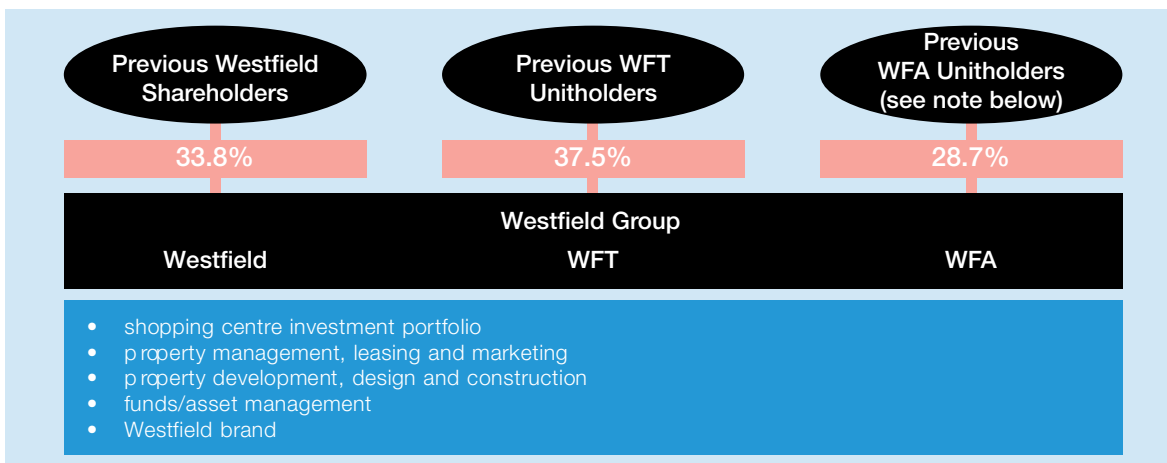 Previous Westfield
Shareholders
Previous WFT
Unitholders
Previous
WFA Unitholders
(see note below)
33.8%
37.5%
28.7%
Westfield Group
Westfield
WFT
WFA
• shopping centre investment portfolio
• property management, leasing and marketing
• property development, design and construction
• funds/asset management
• Westfield brand